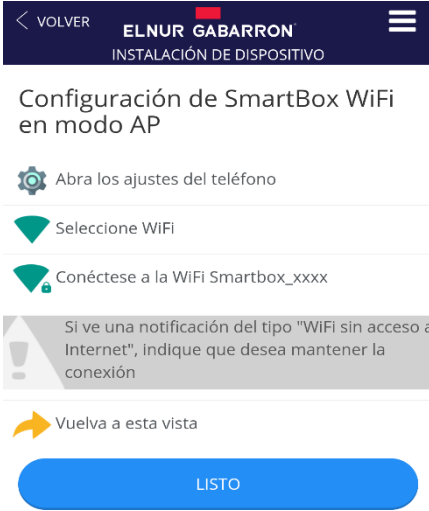 VOLVER
ELNUR GABARRON
INSTALACIÓN DE DISPOSITIVO
Configuración de SmartBox WiFi
en modo AP
Abra los ajustes del teléfono
Seleccione WiFi
Conéctese a la WiFi Smartbox_xxxx
Si ve una notificación del tipo "WiFi sin acceso a
Internet", indique que desea mantener la
conexión
Vuelva a esta vista
LISTO